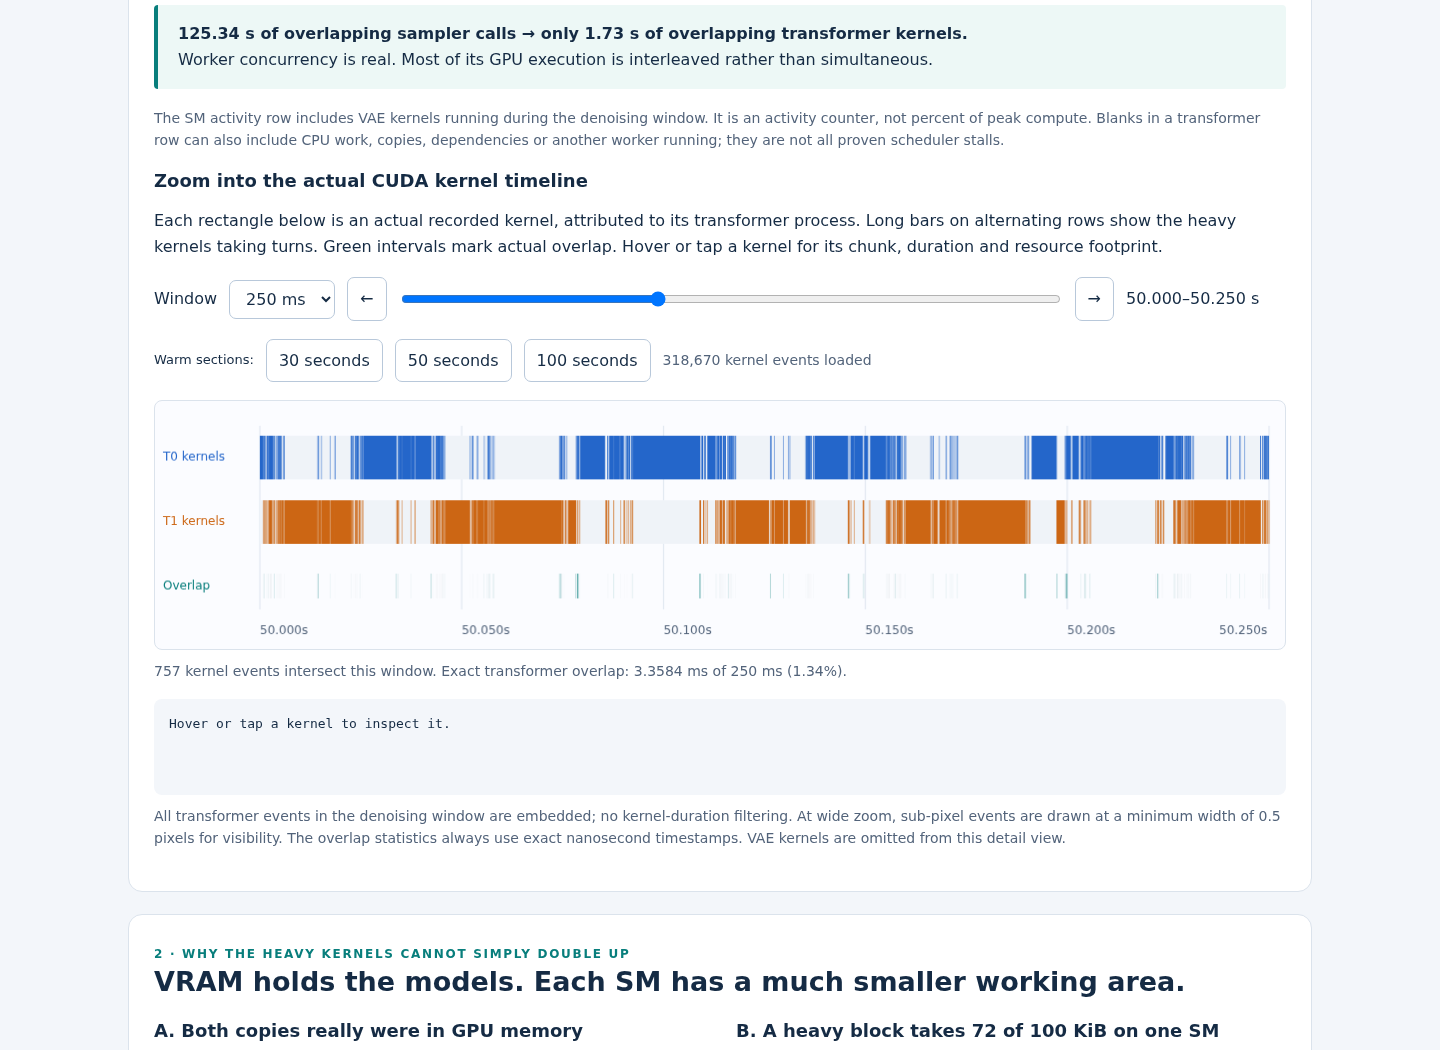 125.34 s of overlapping sampler calls → only 1.73 s of overlapping transformer kernels.
Worker concurrency is real. Most of its GPU execution is interleaved rather than simultaneous.
The SM activity row includes VAE kernels running during the denoising window. It is an activity counter, not percent of peak compute. Blanks in a transformer
row can also include CPU work, copies, dependencies or another worker running; they are not all proven scheduler stalls.
Zoom into the actual CUDA kernel timeline
Each rectangle below is an actual recorded kernel, attributed to its transformer process. Long bars on alternating rows show the heavy
kernels taking turns. Green intervals mark actual overlap. Hover or tap a kernel for its chunk, duration and resource footprint.
Window 250 ms ← → 50.000–50.250 s
Warm sections: 30 seconds 50 seconds 100 seconds 318,670 kernel events loaded
T0 kernels
T1 kernels
Overlap
50.000s 50.050s 50.100s 50.150s 50.200s 50.250s
757 kernel events intersect this window. Exact transformer overlap: 3.3584 ms of 250 ms (1.34%).
Hover or tap a kernel to inspect it.
All transformer events in the denoising window are embedded; no kernel-duration filtering. At wide zoom, sub-pixel events are drawn at a minimum width of 0.5
pixels for visibility. The overlap statistics always use exact nanosecond timestamps. VAE kernels are omitted from this detail view.
2 · WHY THE HEAVY KERNELS CANNOT SIMPLY DOUBLE UP
VRAM holds the models. Each SM has a much smaller working area.
A. Both copies really were in GPU memory
B. A heavy block takes 72 of 100 KiB on one SM